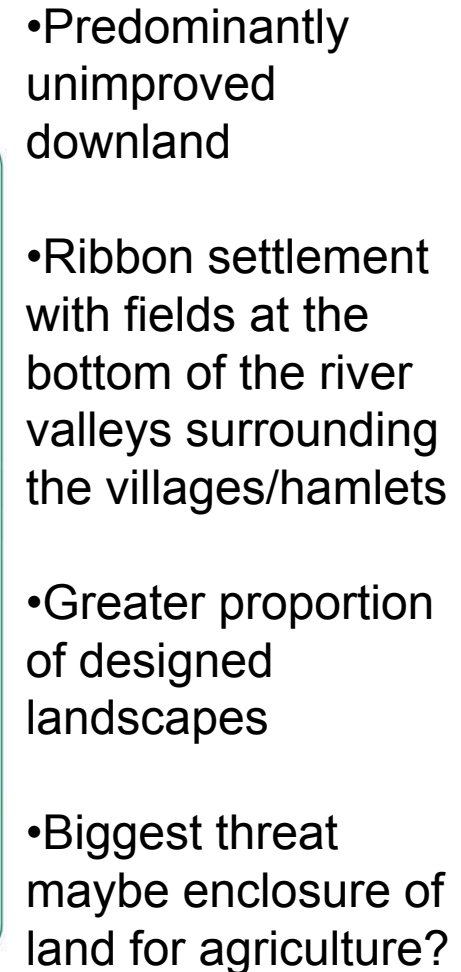 •Predominantly
unimproved
downland
•Ribbon settlement
with fields at the
bottom of the river
valleys surrounding
the villages/hamlets
•Greater proportion
of designed
landscapes
•Biggest threat
maybe enclosure of
land for agriculture?